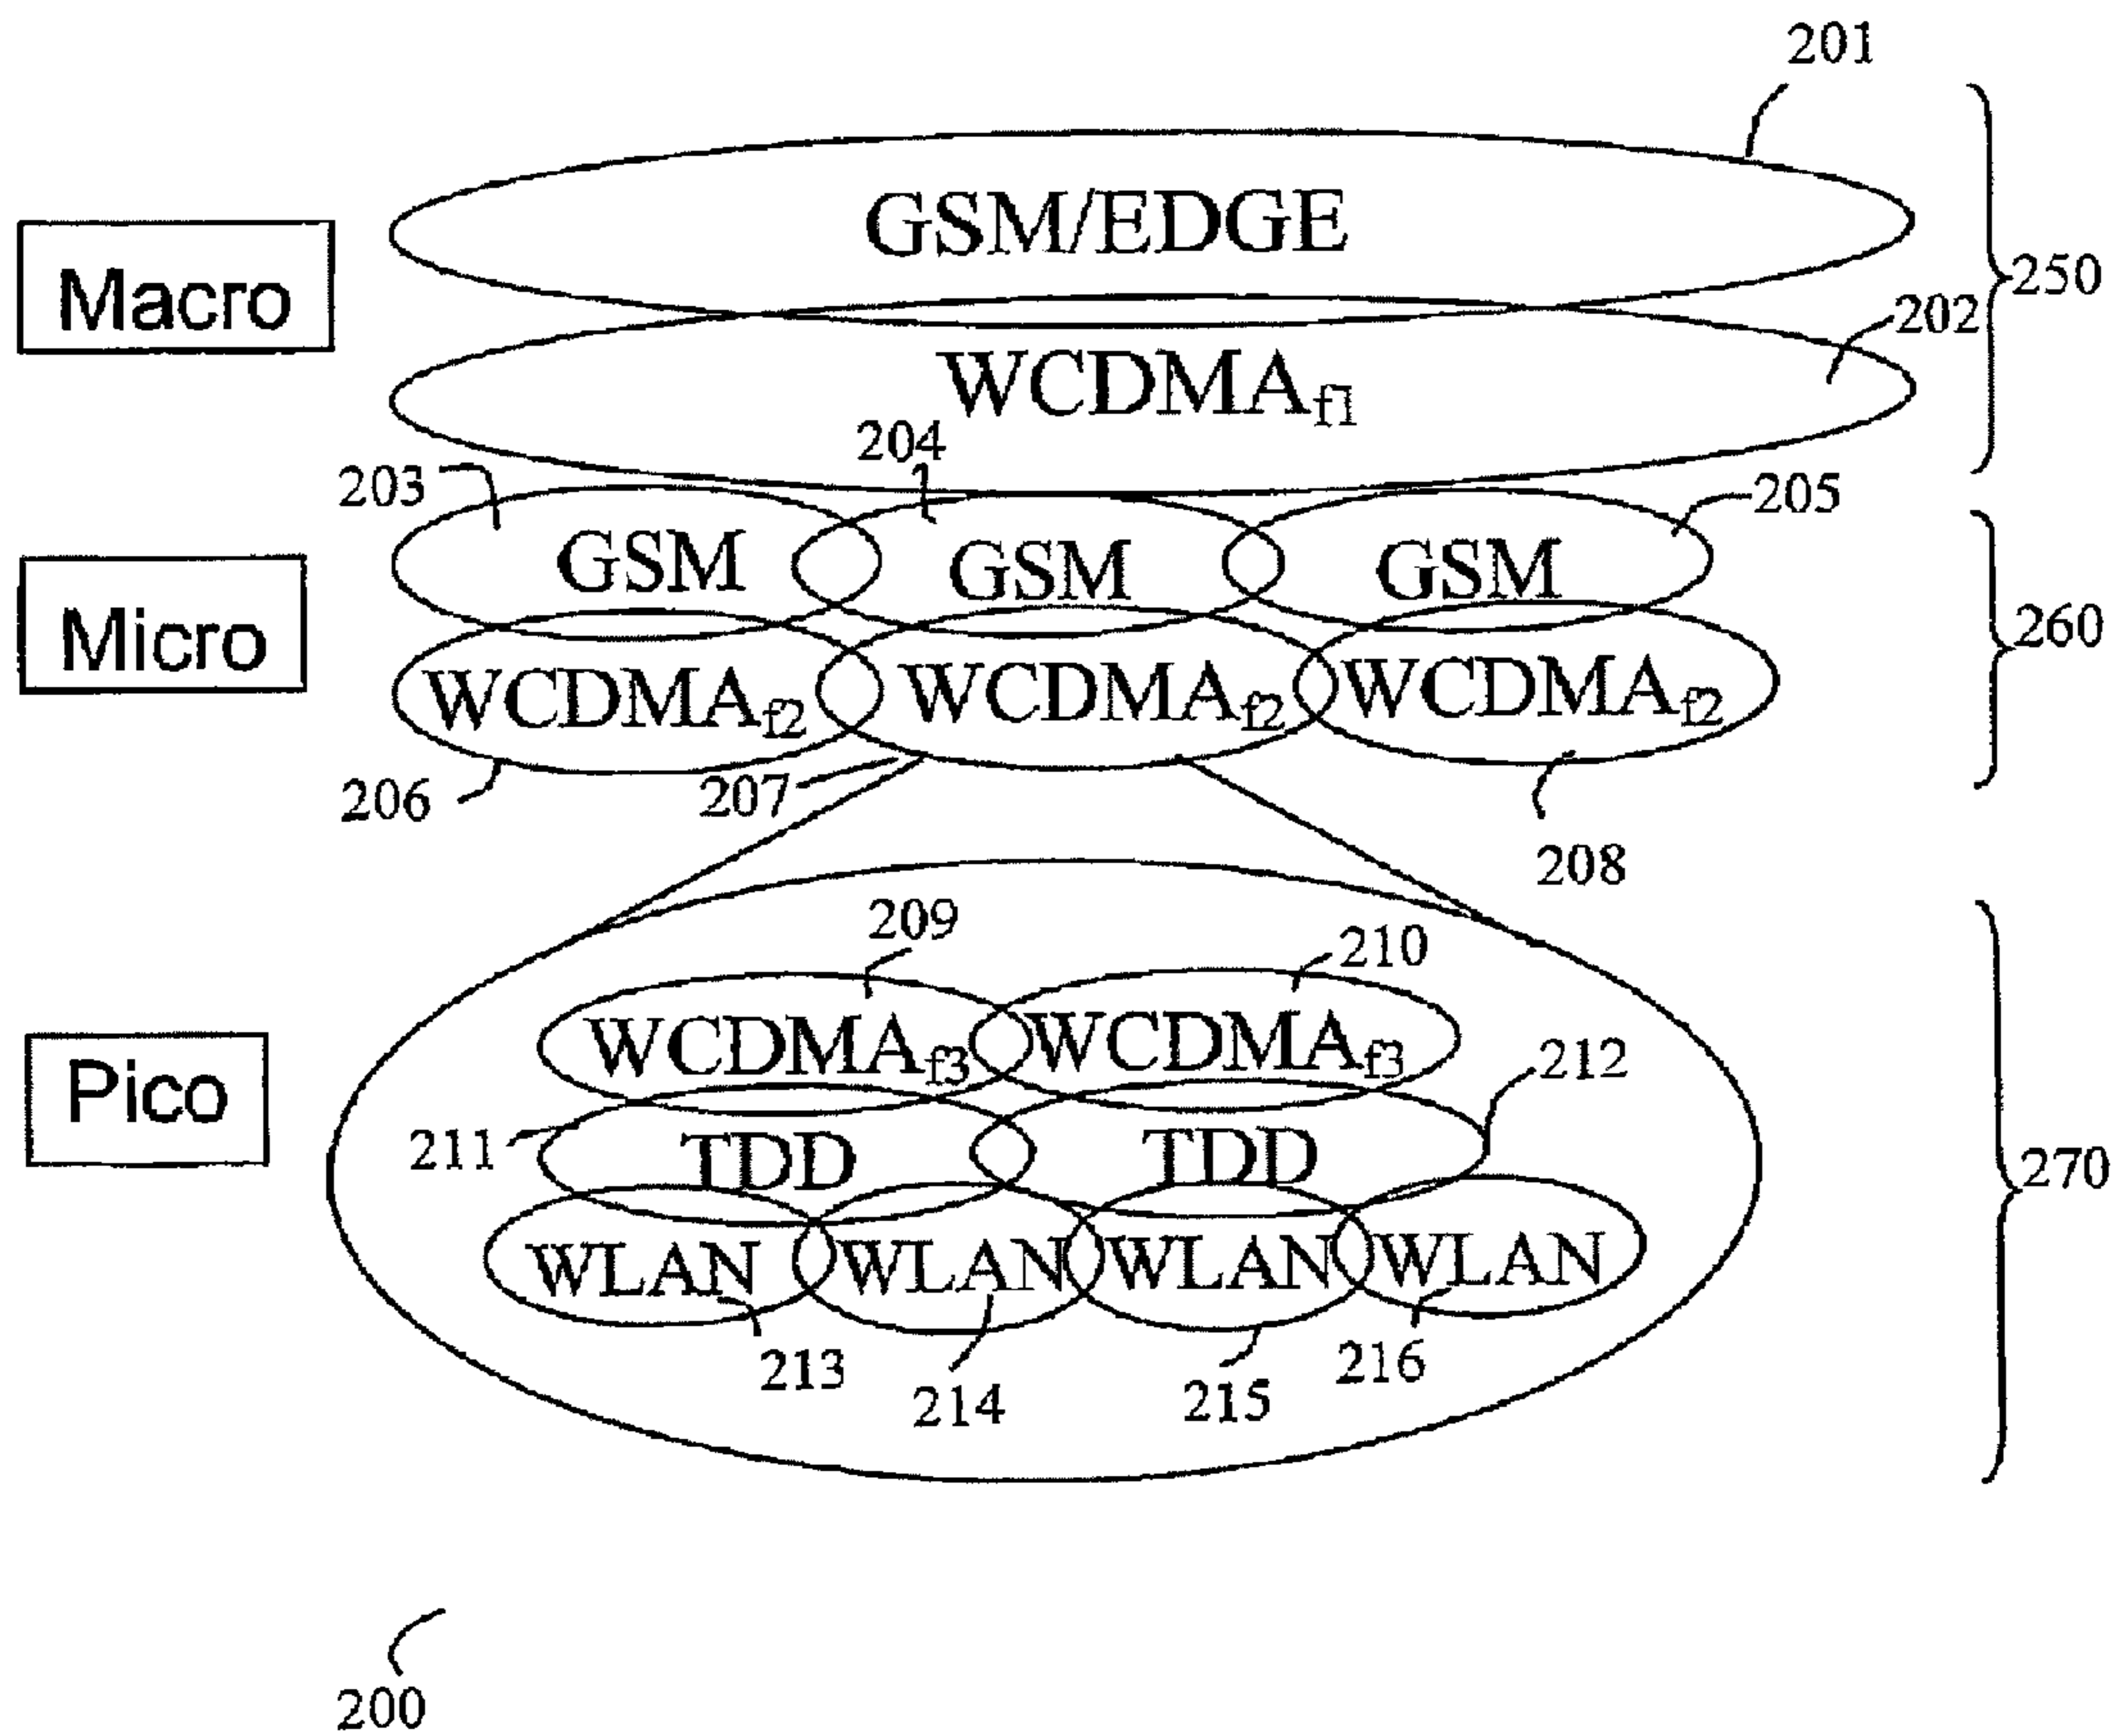 201
GSM/EDGE
Macro
250
202
WCDMAf1
204
203
205
GSM GSM GSM
Micro
260
WCDMAf2 WCDMAf2 WCDMAf2
206
207
208
209
210
WCDMAf3 WCDMAf3
212
Pico
211
TDD TDD
270
WLAN WLAN WLAN WLAN
213
214
215
216
200